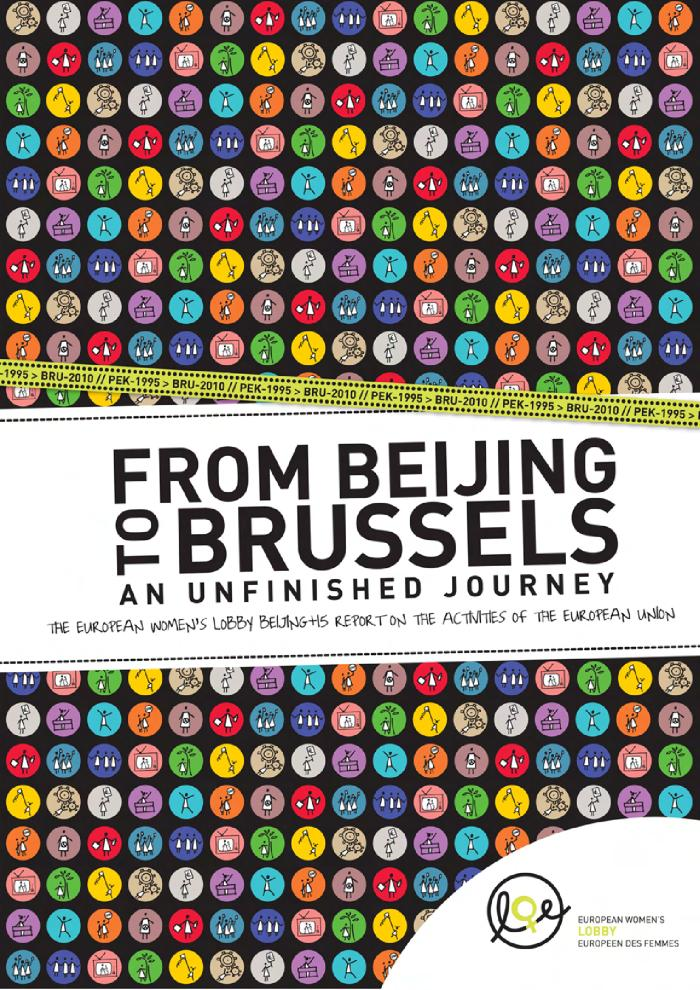 -1995 > BRU-2010 // PEK-1995 > BRU-2010 // PEK-1995 > BRU-2010 // PEK-1995 > BRU-2010 // PEK-1995 > BRU-2010 // PEK-1995 >
FROM BEIJING
TO BRUSSELS
AN UNFINISHED JOURNEY
THE EUROPEAN WOMEN'S LOBBY BEIJING+15 REPORT ON THE ACTIVITIES OF THE EUROPEAN UNION
EUROPEAN WOMEN'S
LOBBY
EUROPEEN DES FEMMES